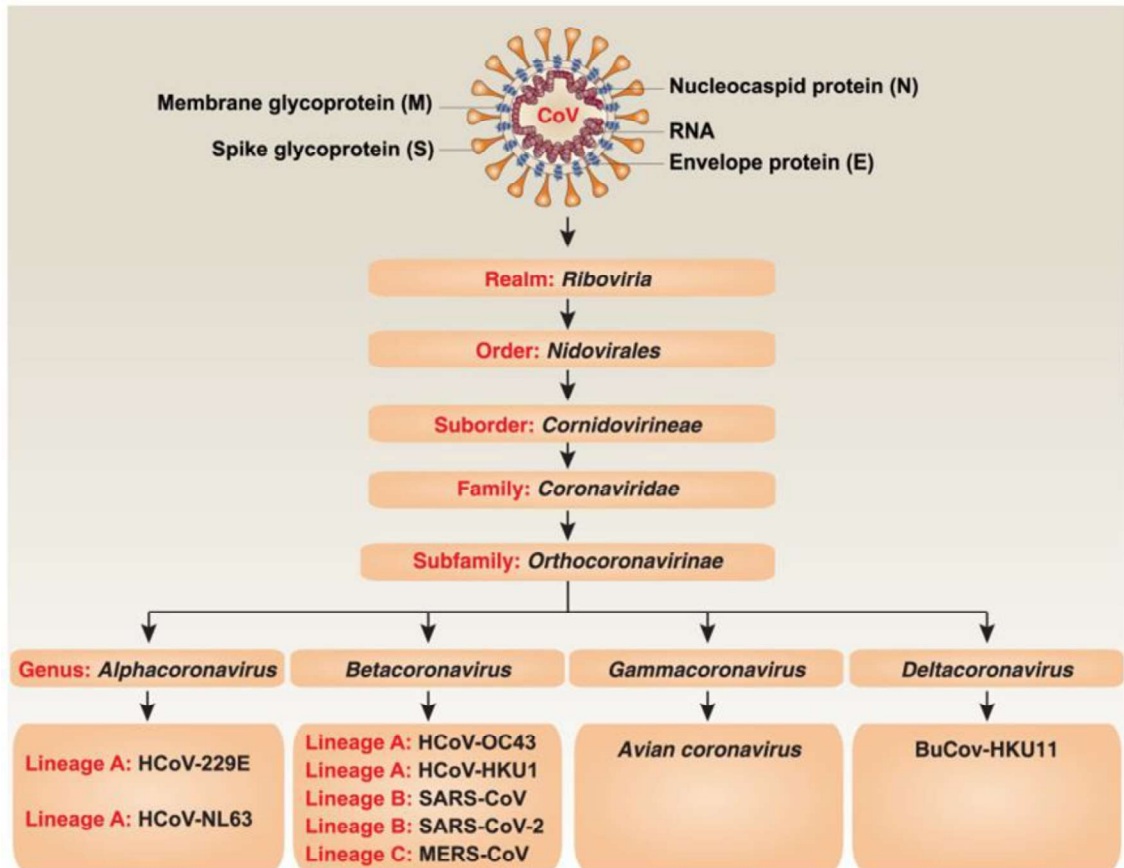 Membrane glycoprotein (M)
Spike glycoprotein (S)
CoV
Nucleocaspid protein (N)
RNA
Envelope protein (E)
Realm: Riboviria
Order: Nidovirales
Suborder: Cornidovirineae
Family: Coronaviridae
Subfamily: Orthocoronavirinae
Genus: Alphacoronavirus
Betacoronavirus
Gammacoronavirus
Deltacoronavirus
Lineage A: HCoV-229E
Lineage A: HCoV-NL63
Lineage A: HCoV-OC43
Lineage A: HCoV-HKU1
Lineage B: SARS-CoV
Lineage B: SARS-CoV-2
Lineage C: MERS-CoV
Avian coronavirus
BuCov-HKU11